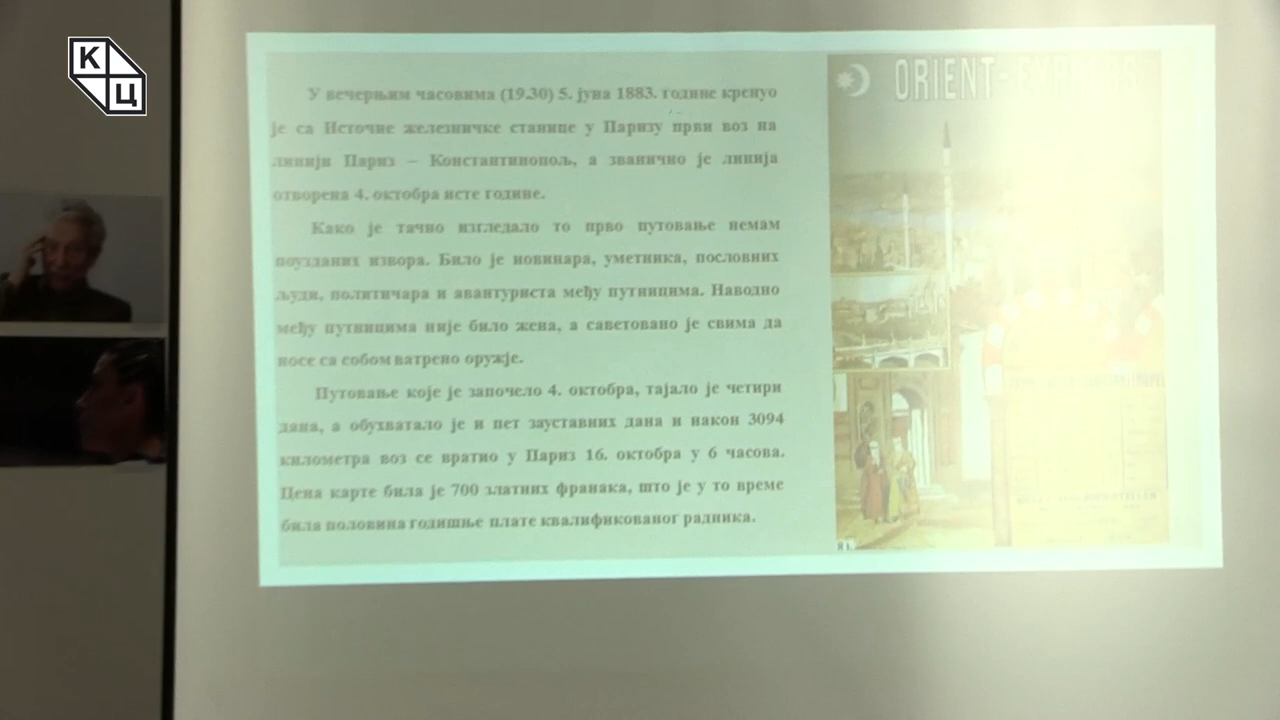 К
Ц
У вечерњим часовима (19.30) 5. јуна 1883. године кренуо
је са Источне железничке станице у Паризу први воз на
линији Париз – Константинопољ, а званично је линија
отворена 4. октобра исте године.
Како је тачно изгледало то прво путовање немам
поузданих извора. Било је новинара, уметника, пословних
људи, политичара и авантуриста међу путницима. Наводно
међу путницима није било жена, а саветовано је свима да
носе са собом ватрено оружје.
Путовање које је започело 4. октобра, тајало је четири
дана, а обухватало је и пет зауставних дана и након 3094
километра воз се вратио у Париз 16. октобра у 6 часова.
Цена карте била је 700 златних франака, што је у то време
била половина годишње плате квалификованог радника.
ORIENT-EXPRESS